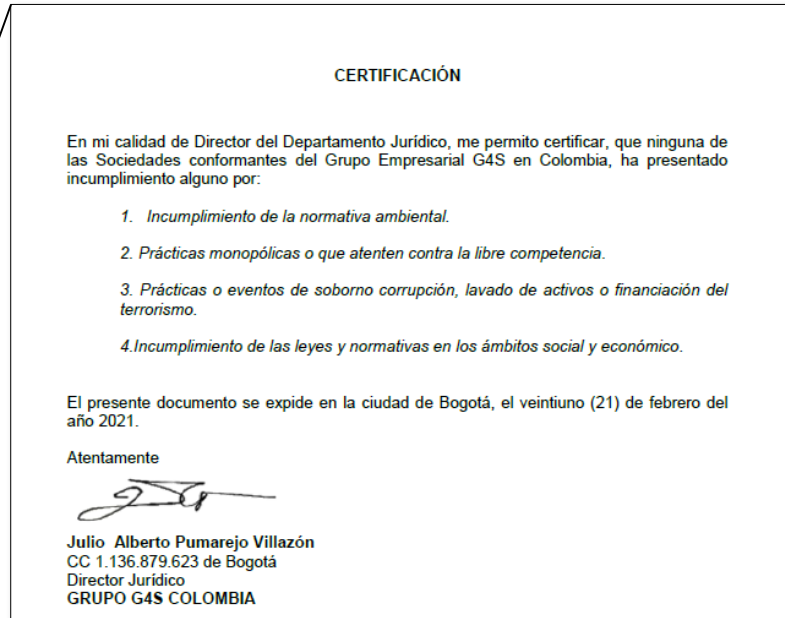 CERTIFICACIÓN
En mi calidad de Director del Departamento Jurídico, me permito certificar, que ninguna de
las Sociedades conformantes del Grupo Empresarial G4S en Colombia, ha presentado
incumplimiento alguno por:
1. Incumplimiento de la normativa ambiental.
2. Prácticas monopólicas o que atenten contra la libre competencia.
3. Prácticas o eventos de soborno corrupción, lavado de activos o financiación del
terrorismo.
4.Incumplimiento de las leyes y normativas en los ámbitos social y económico.
El presente documento se expide en la ciudad de Bogotá, el veintiuno (21) de febrero del
año 2021.
Atentamente
Julio Alberto Pumarejo Villazón
CC 1.136.879.623 de Bogotá
Director Jurídico
GRUPO G4S COLOMBIA